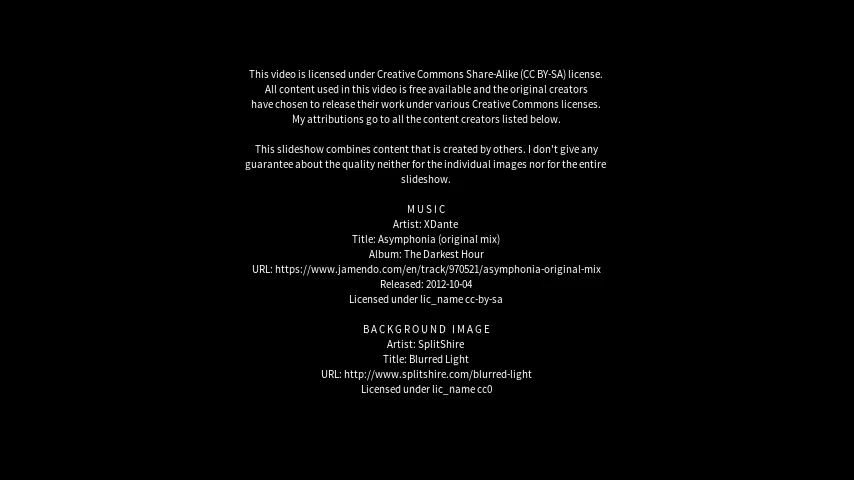 This video is licensed under Creative Commons Share-Alike (CC BY-SA) license.
All content used in this video is free available and the original creators
have chosen to release their work under various Creative Commons licenses.
My attributions go to all the content creators listed below.
This slideshow combines content that is created by others. I don't give any
guarantee about the quality neither for the individual images nor for the entire
slideshow.
MUSIC
Artist: XDante
Title: Asymphonia (original mix)
Album: The Darkest Hour
URL: https://www.jamendo.com/en/track/970521/asymphonia-original-mix
Released: 2012-10-04
Licensed under lic_name cc-by-sa
BACKGROUND IMAGE
Artist: SplitShire
Title: Blurred Light
URL: http://www.splitshire.com/blurred-light
Licensed under lic_name cc0